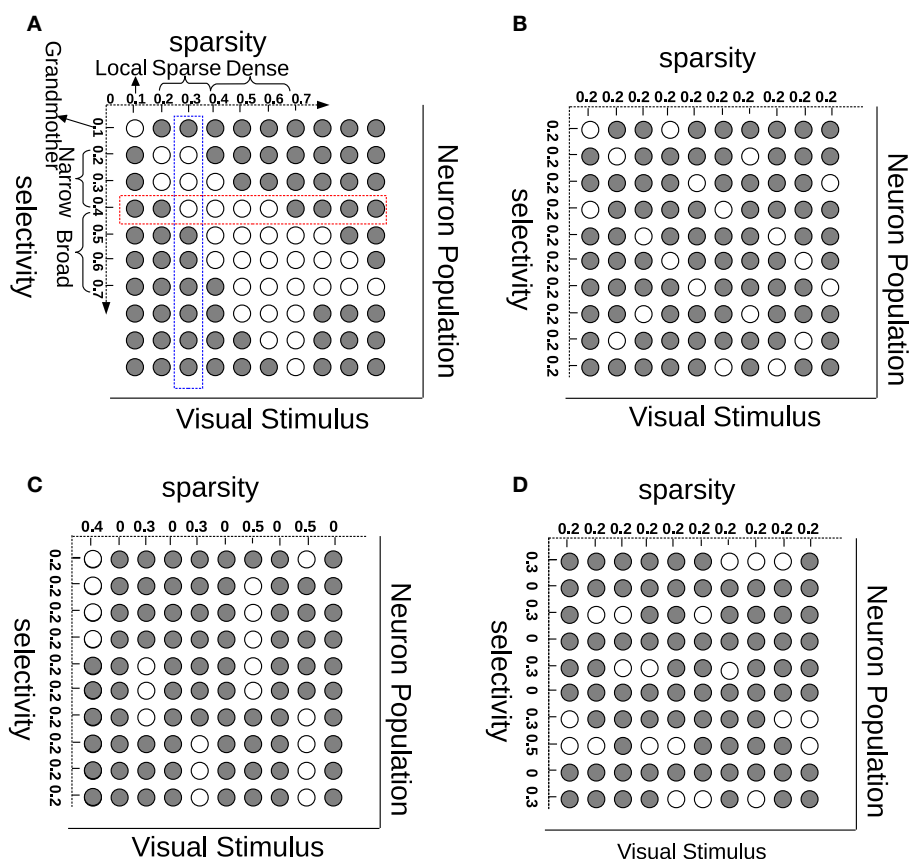 A
sparsity
Local Sparse Dense
0 0.1 0.2 0.3 0.4 0.5 0.6 0.7
Grandmother
Narrow
Broad
selectivity
0.1
0.2
0.3
0.4
0.5
0.6
0.7
Neuron Population
Visual Stimulus
B
sparsity
0.2 0.2 0.2 0.2 0.2 0.2 0.2 0.2 0.2 0.2
selectivity
0.2
0.2
0.2
0.2
0.2
0.2
0.2
0.2
0.2
0.2
Neuron Population
Visual Stimulus
C
sparsity
0.4 0 0.3 0 0.3 0 0.5 0 0.5 0
selectivity
0.2
0.2
0.2
0.2
0.2
0.2
0.2
0.2
0.2
0.2
Neuron Population
Visual Stimulus
D
sparsity
0.2 0.2 0.2 0.2 0.2 0.2 0.2 0.2 0.2 0.2
selectivity
0.3
0
0.3
0
0.3
0
0.3
0.5
0
0.3
Neuron Population
Visual Stimulus